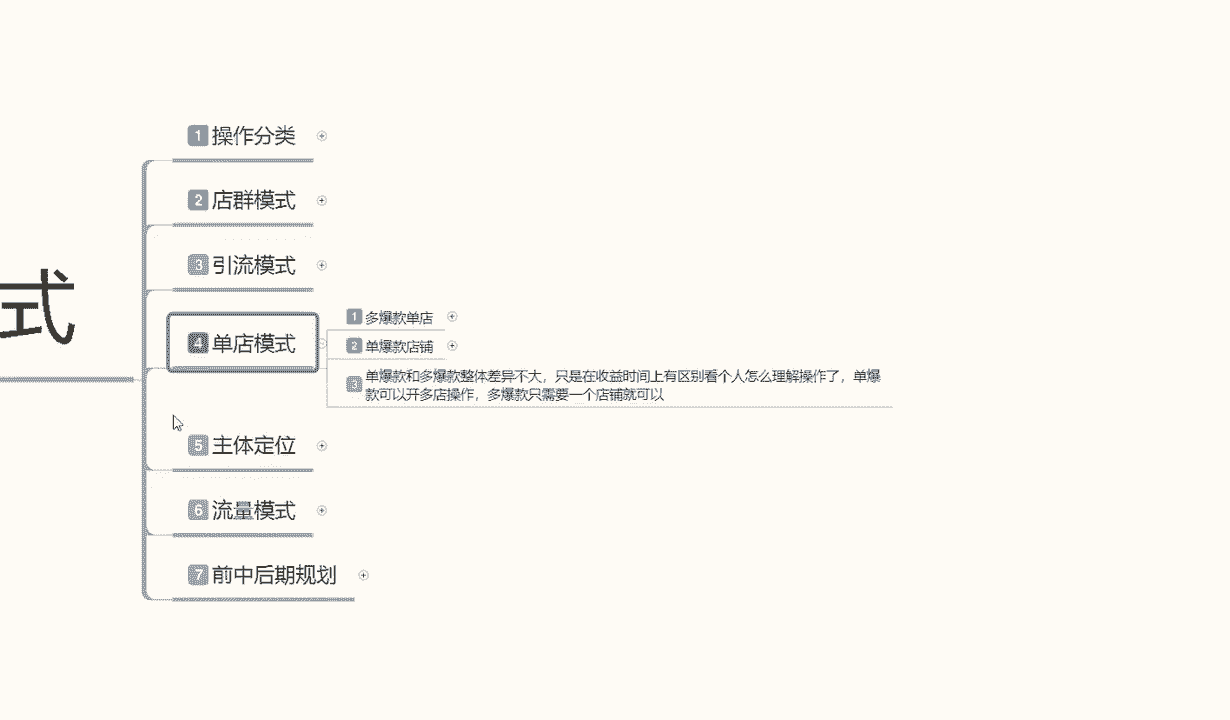 1 操作分类
2 店群模式
3 引流模式
式
4 单店模式
1 多爆款单店
2 单爆款店铺
3 单爆款和多爆款整体差异不大，只是在收益时间上有区别看个人怎么理解操作了，单爆
款可以开多店操作，多爆款只需要一个店铺就可以
5 主体定位
6 流量模式
7 前中后期规划